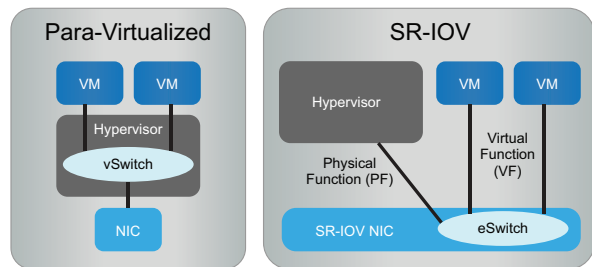 Para-Virtualized
VM VM
Hypervisor
vSwitch
NIC
SR-IOV
Hypervisor
VM VM
Physical
Function (PF)
Virtual
Function
(VF)
SR-IOV NIC
eSwitch